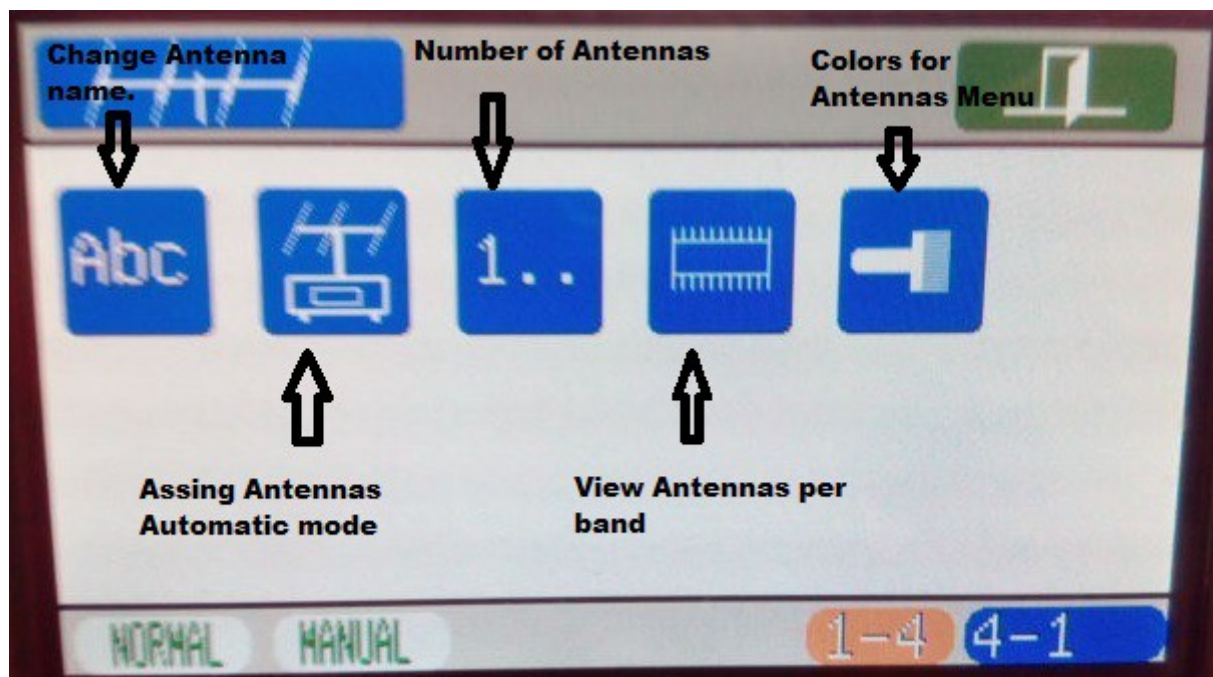 Change Antenna
name.
Number of Antennas
Colors for
Antennas Menu
Abc
1..
Assing Antennas
Automatic mode
View Antennas per
band
NORMAL MANUAL 1-4 4-1